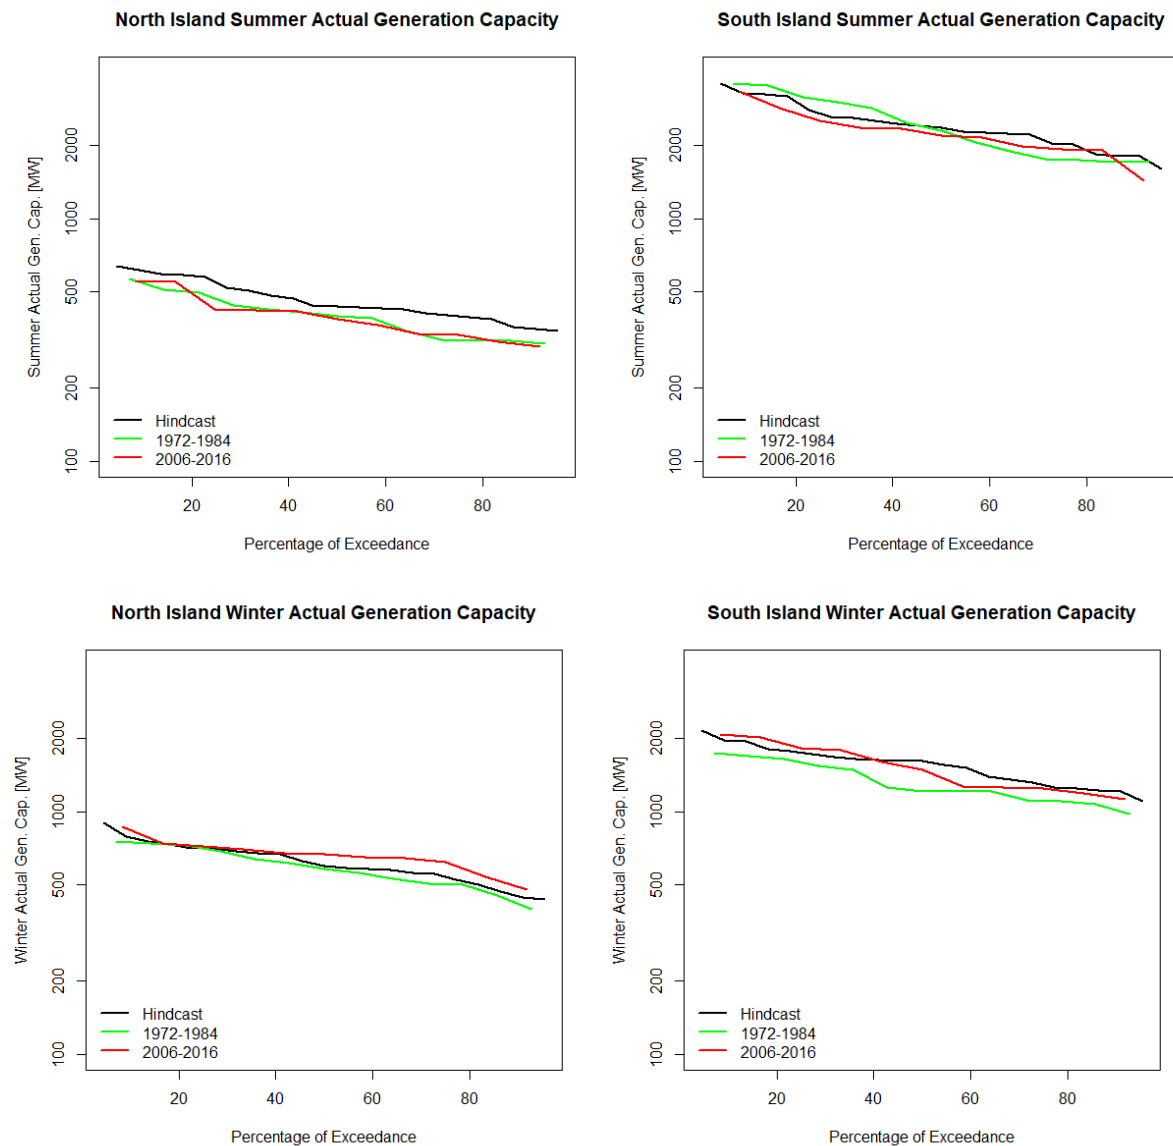 North Island Summer Actual Generation Capacity
Summer Actual Gen. Cap. [MW]
2000
1000
500
200
100
Hindcast
1972-1984
2006-2016
20 40 60 80
Percentage of Exceedance
South Island Summer Actual Generation Capacity
Summer Actual Gen. Cap. [MW]
2000
1000
500
200
100
Hindcast
1972-1984
2006-2016
20 40 60 80
Percentage of Exceedance
North Island Winter Actual Generation Capacity
Winter Actual Gen. Cap. [MW]
2000
1000
500
200
100
Hindcast
1972-1984
2006-2016
20 40 60 80
Percentage of Exceedance
South Island Winter Actual Generation Capacity
Winter Actual Gen. Cap. [MW]
2000
1000
500
200
100
Hindcast
1972-1984
2006-2016
20 40 60 80
Percentage of Exceedance